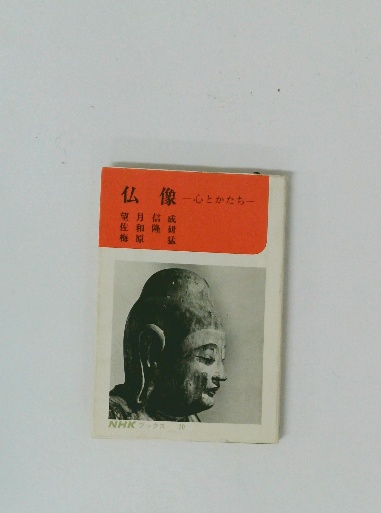 仏像 —心とかたち—
望月信成
佐和隆研
梅原猛
NHKブックス 20